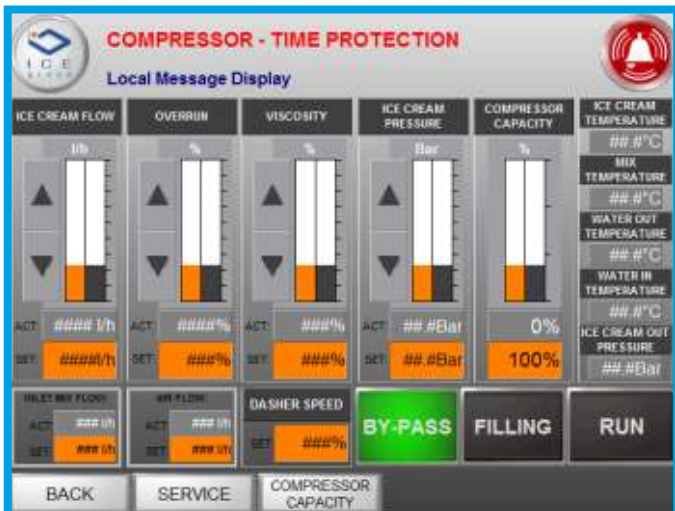 ICE
COMPRESSOR - TIME PROTECTION
Local Message Display
ICE CREAM FLOW
l/h
ACT: #### l/h
SET: ####l/h
OVERRUN
%
ACT: ####%
SET: ###%
VISCOSITY
%
ACT: ###%
SET: ###%
ICE CREAM
PRESSURE
Bar
ACT: ##.#Bar
SET: ##.#Bar
COMPRESSOR
CAPACITY
%
0%
100%
ICE CREAM
TEMPERATURE
##.#°C
MIX
TEMPERATURE
##.#°C
WATER OUT
TEMPERATURE
##.#°C
WATER IN
TEMPERATURE
##.#°C
ICE CREAM OUT
PRESSURE
##.#Bar
INLET MIX FLOW
ACT: ### l/h
SET: ### l/h
AIR FLOW
ACT: ### l/h
SET: ### l/h
DASHER SPEED
SET: ###%
BY-PASS
FILLING
RUN
BACK
SERVICE
COMPRESSOR
CAPACITY